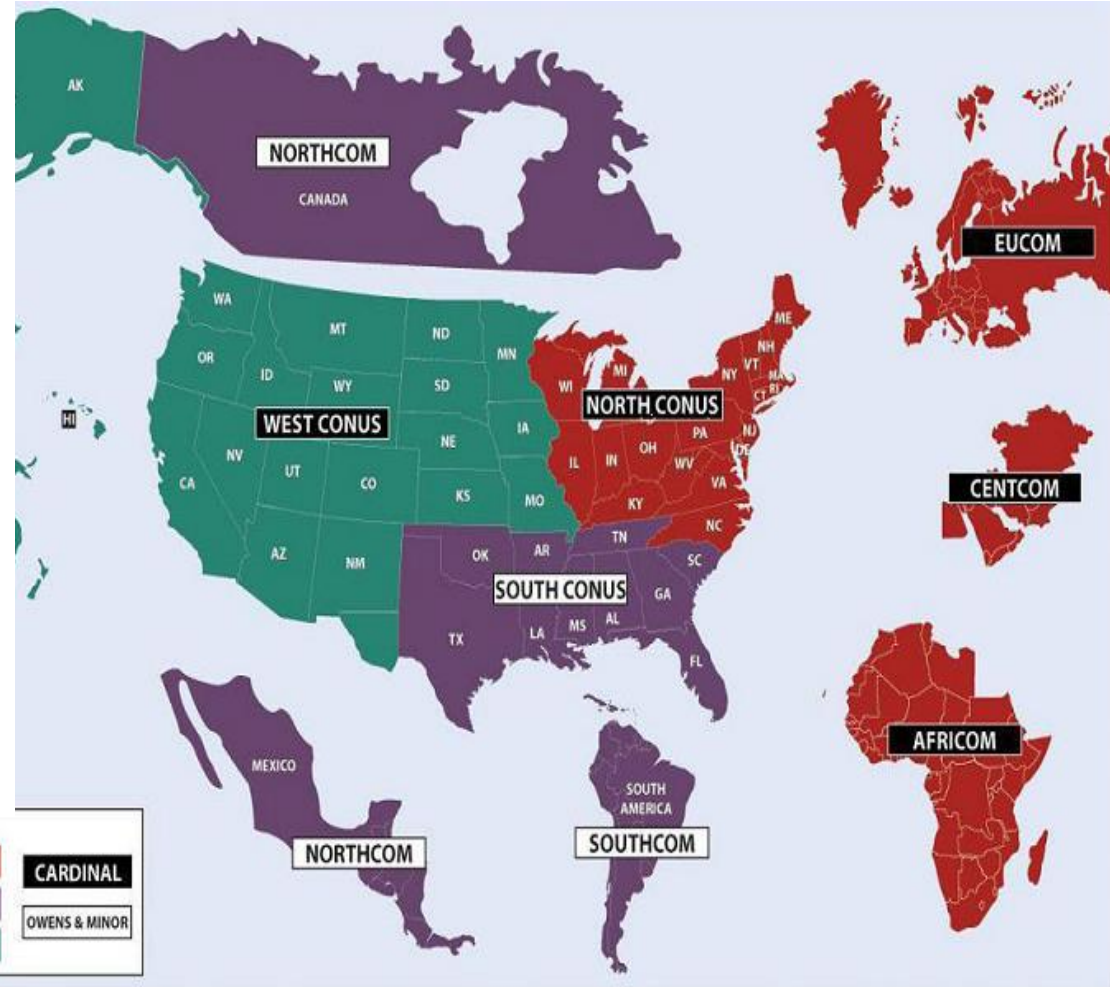 AK
NORTHCOM
CANADA
EUCOM
WA
MT
ND
MN
OR
ID
WY
SD
WI
MI
NY
VT
NH
ME
MA
CT
RI
NORTH CONUS
WEST CONUS
HI
NV
NE
IA
PA
NJ
DE
OH
IL
IN
WV
CA
UT
CO
KS
MO
KY
VA
CENTCOM
AZ
NM
OK
AR
TN
NC
SC
SOUTH CONUS
GA
TX
LA
MS
AL
FL
MEXICO
SOUTH
AMERICA
AFRICOM
NORTHCOM
SOUTHCOM
CARDINAL
OWENS & MINOR